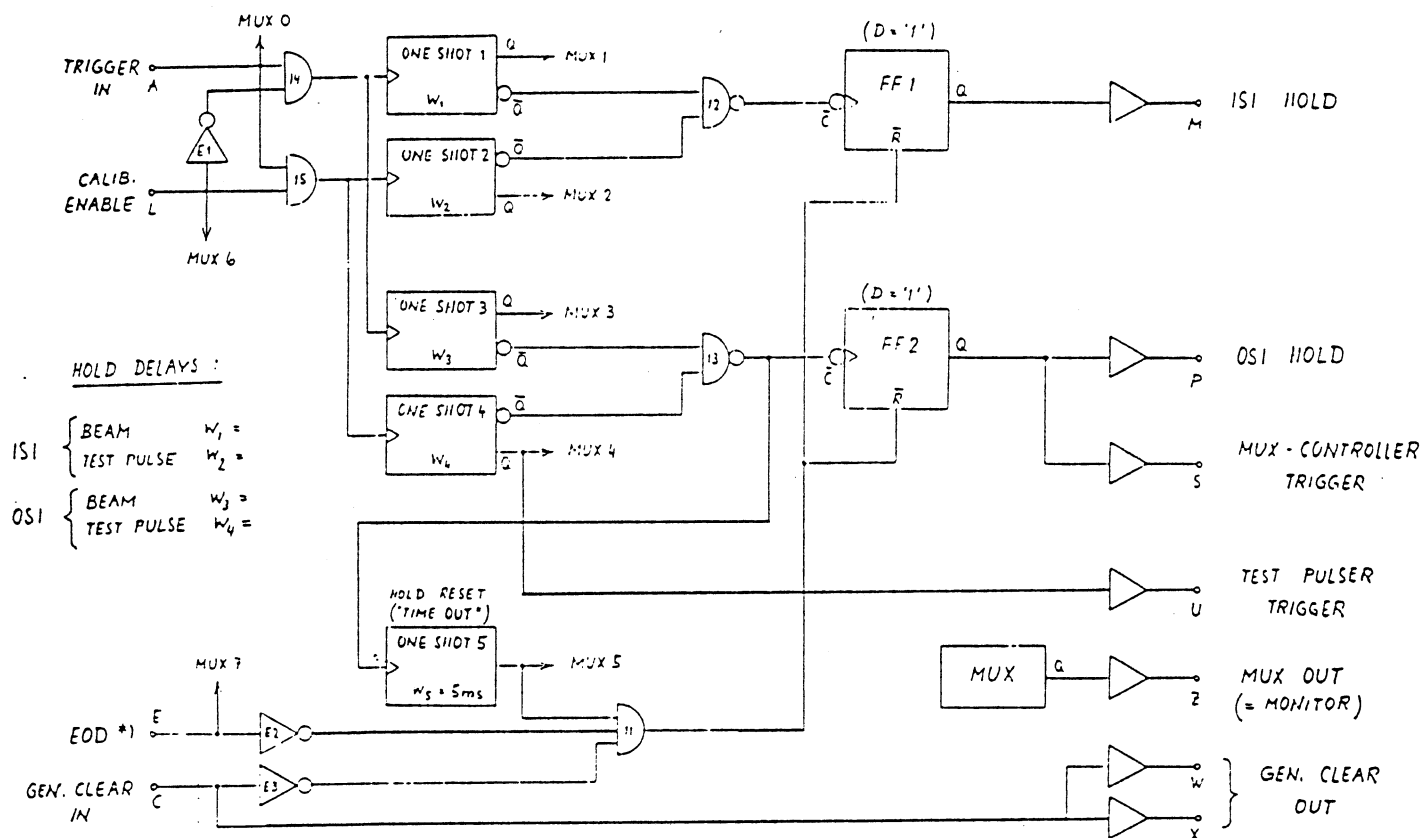 MUX 0
TRIGGER IN
A
14
E1
CALIB. ENABLE
L
15
MUX 6
ONE SHOT 1
W₁
Q
MUX 1
Q̅
ONE SHOT 2
W₂
Q̅
Q
MUX 2
12
(D = '1')
FF1
C̅
R̅
Q
M
ISI HOLD
ONE SHOT 3
W₃
Q
MUX 3
Q̅
ONE SHOT 4
W₄
Q̅
Q
MUX 4
13
(D = '1')
FF2
C̅
R̅
Q
P
OSI HOLD
S
MUX-CONTROLLER TRIGGER
HOLD DELAYS :
ISI { BEAM W₁ =
TEST PULSE W₂ =
OSI { BEAM W₃ =
TEST PULSE W₄ =
U
TEST PULSER TRIGGER
HOLD RESET
("TIME OUT")
ONE SHOT 5
W₅ = 5ms
MUX 5
MUX 7
MUX
Q
Z
MUX OUT
(= MONITOR)
EOD *1
E
E2
11
GEN. CLEAR IN
C
E3
W
X
GEN. CLEAR OUT